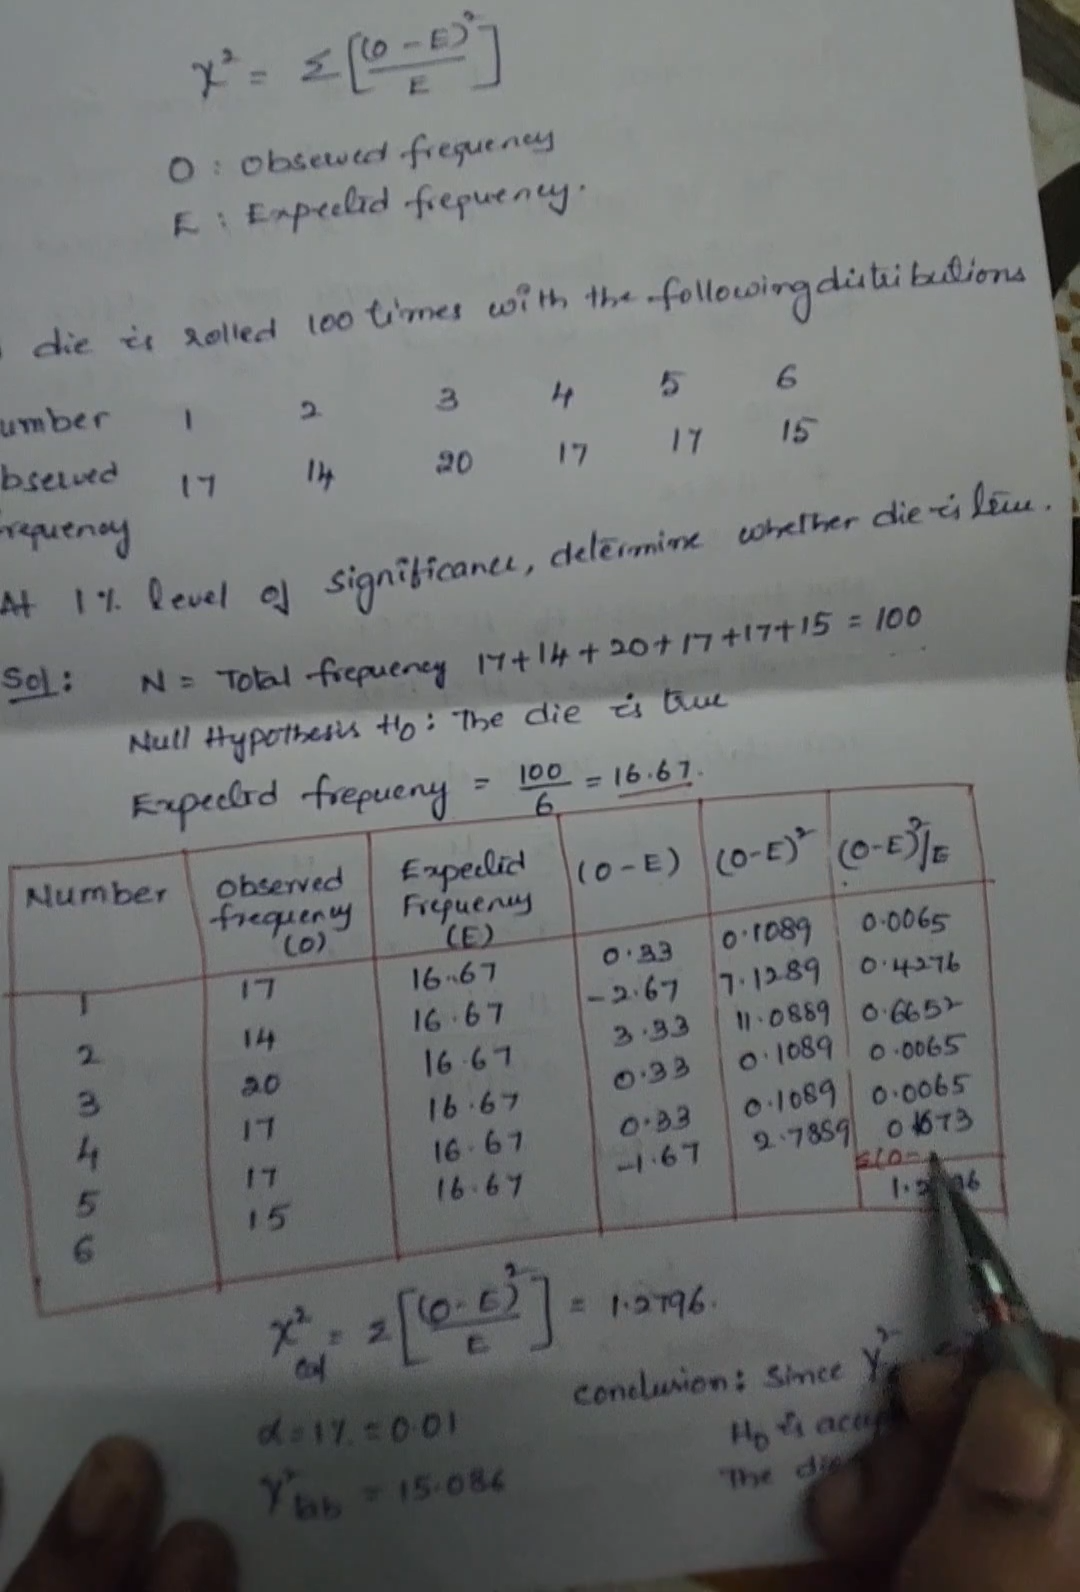 χ² = Σ [(O - E)² / E]
O : Observed frequency
E : Expected frequency.
die is rolled 100 times with the following distributions
umber 1 2 3 4 5 6
bserved 17 14 20 17 17 15
requency
At 1% level of significance, determine whether die is true.
Sol: N = Total frequency 17+14+20+17+17+15 = 100
Null Hypothesis H₀: The die is true
Expected frequency = 100/6 = 16.67.
Number Observed frequency (O) Expected Frequency (E) (O-E) (O-E)² (O-E)²/E
1 17 16.67 0.33 0.1089 0.0065
2 14 16.67 -2.67 7.1289 0.4276
3 20 16.67 3.33 11.0889 0.6652
4 17 16.67 0.33 0.1089 0.0065
5 17 16.67 0.33 0.1089 0.0065
6 15 16.67 -1.67 2.7889 0.1673
χ²cal = Σ [(O-E)² / E] = 1.2796.
α = 1% = 0.01
χ²tab = 15.086
Conclusion: Since χ²
H₀ is
The